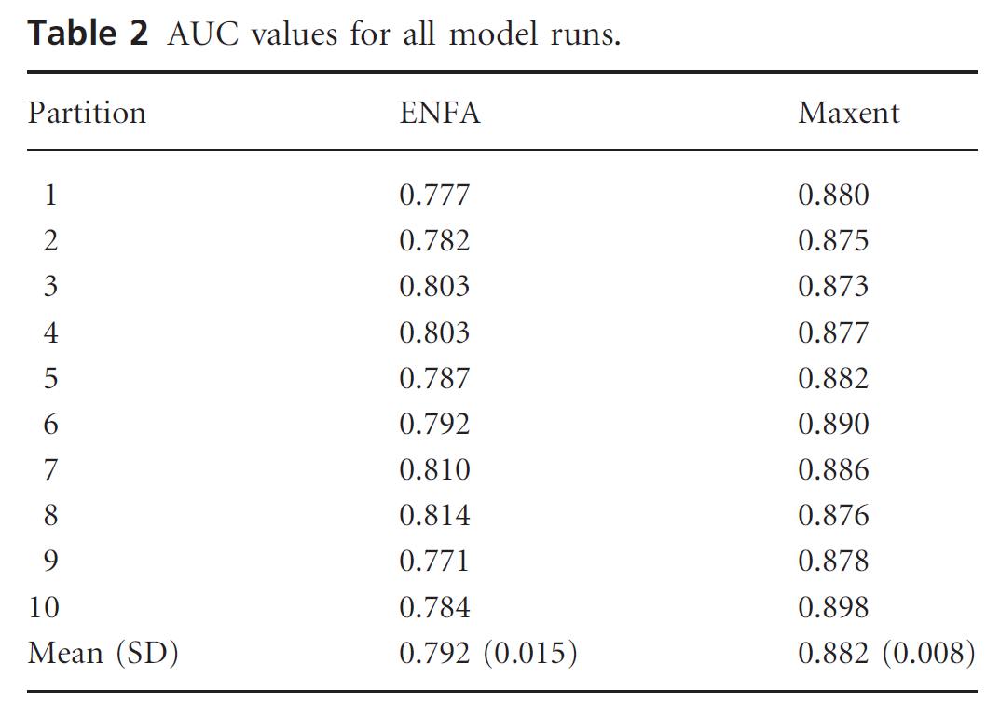 Table 2 AUC values for all model runs.
Partition ENFA Maxent
1 0.777 0.880
2 0.782 0.875
3 0.803 0.873
4 0.803 0.877
5 0.787 0.882
6 0.792 0.890
7 0.810 0.886
8 0.814 0.876
9 0.771 0.878
10 0.784 0.898
Mean (SD) 0.792 (0.015) 0.882 (0.008)